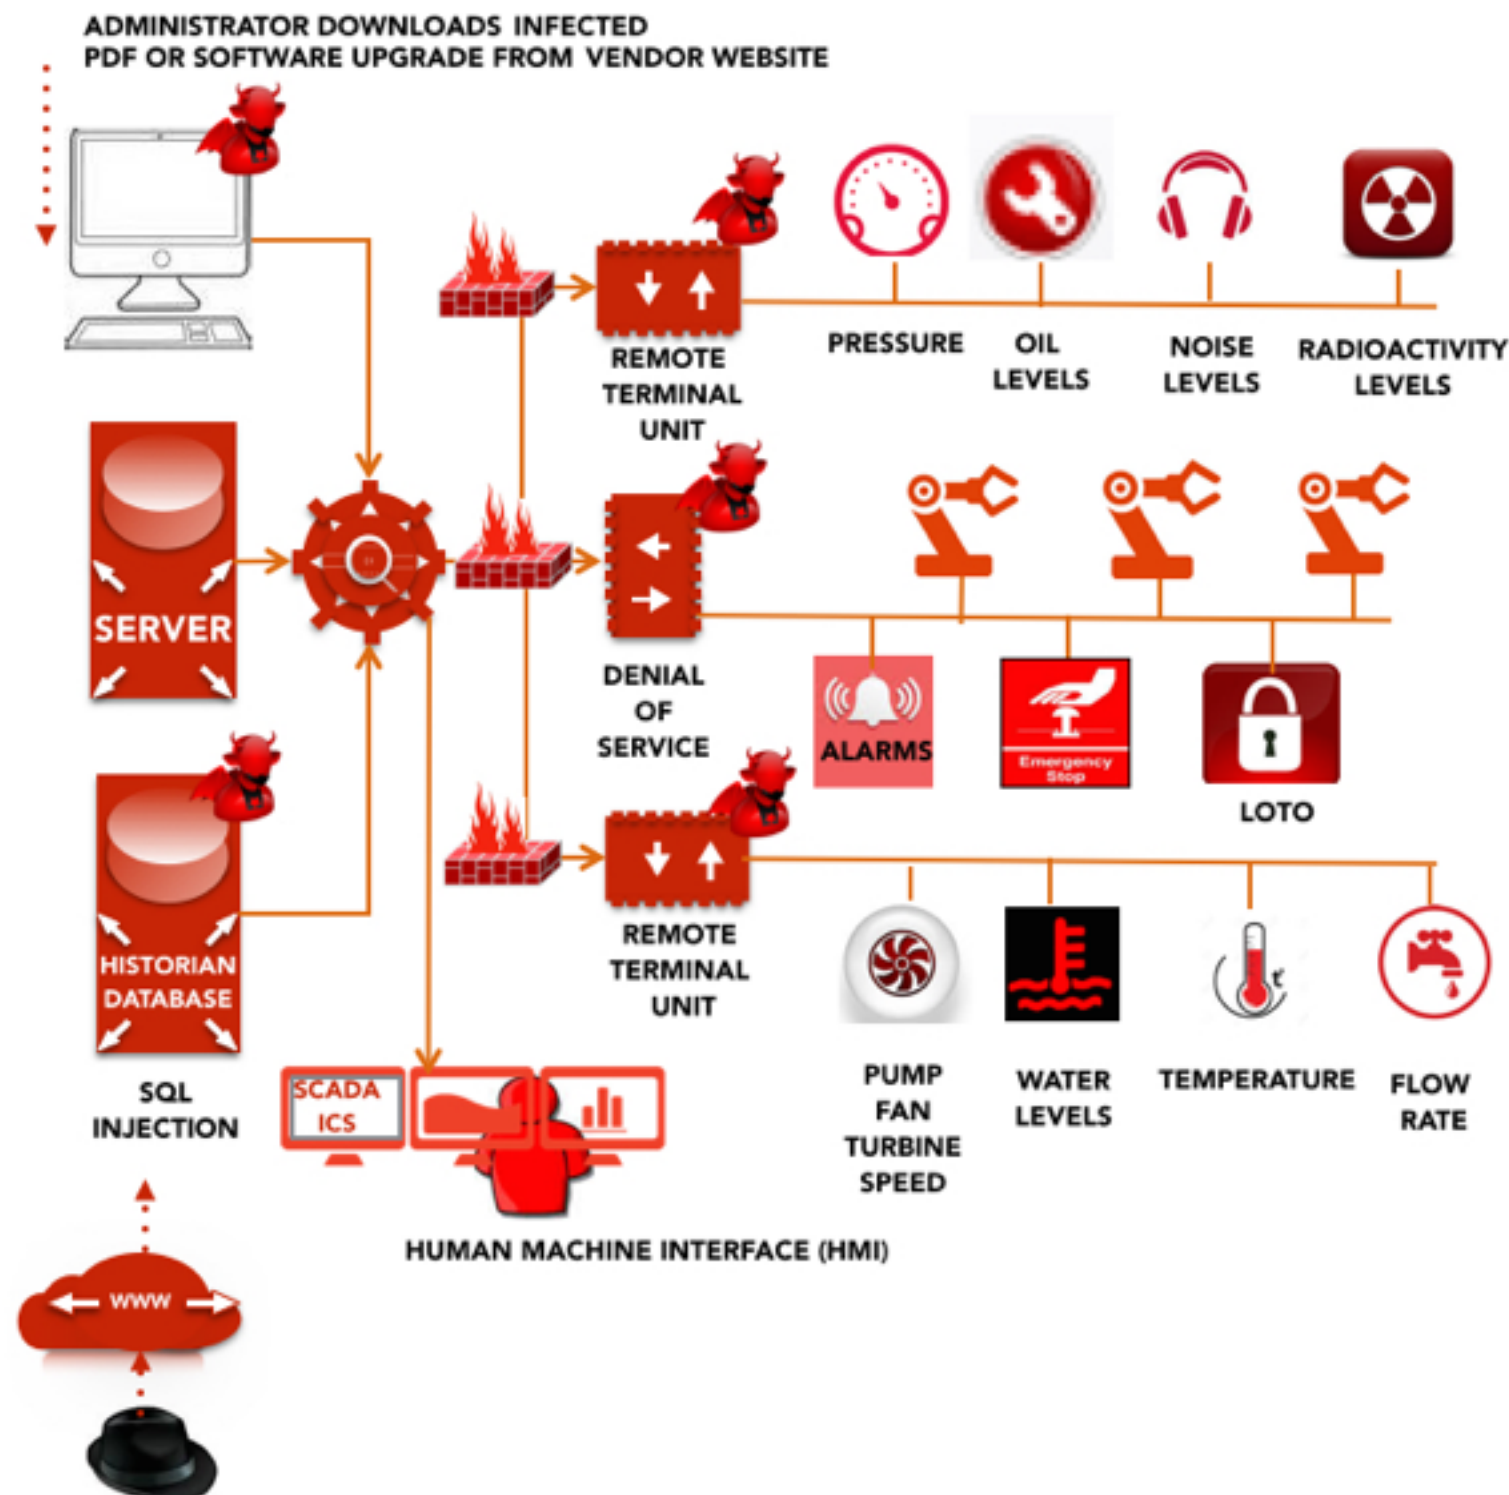 ADMINISTRATOR DOWNLOADS INFECTED
PDF OR SOFTWARE UPGRADE FROM VENDOR WEBSITE
REMOTE
TERMINAL
UNIT
PRESSURE
OIL
LEVELS
NOISE
LEVELS
RADIOACTIVITY
LEVELS
SERVER
DENIAL
OF
SERVICE
ALARMS
Emergency
Stop
LOTO
HISTORIAN
DATABASE
SQL
INJECTION
REMOTE
TERMINAL
UNIT
PUMP
FAN
TURBINE
SPEED
WATER
LEVELS
t°
TEMPERATURE
FLOW
RATE
SCADA
ICS
HUMAN MACHINE INTERFACE (HMI)
WWW